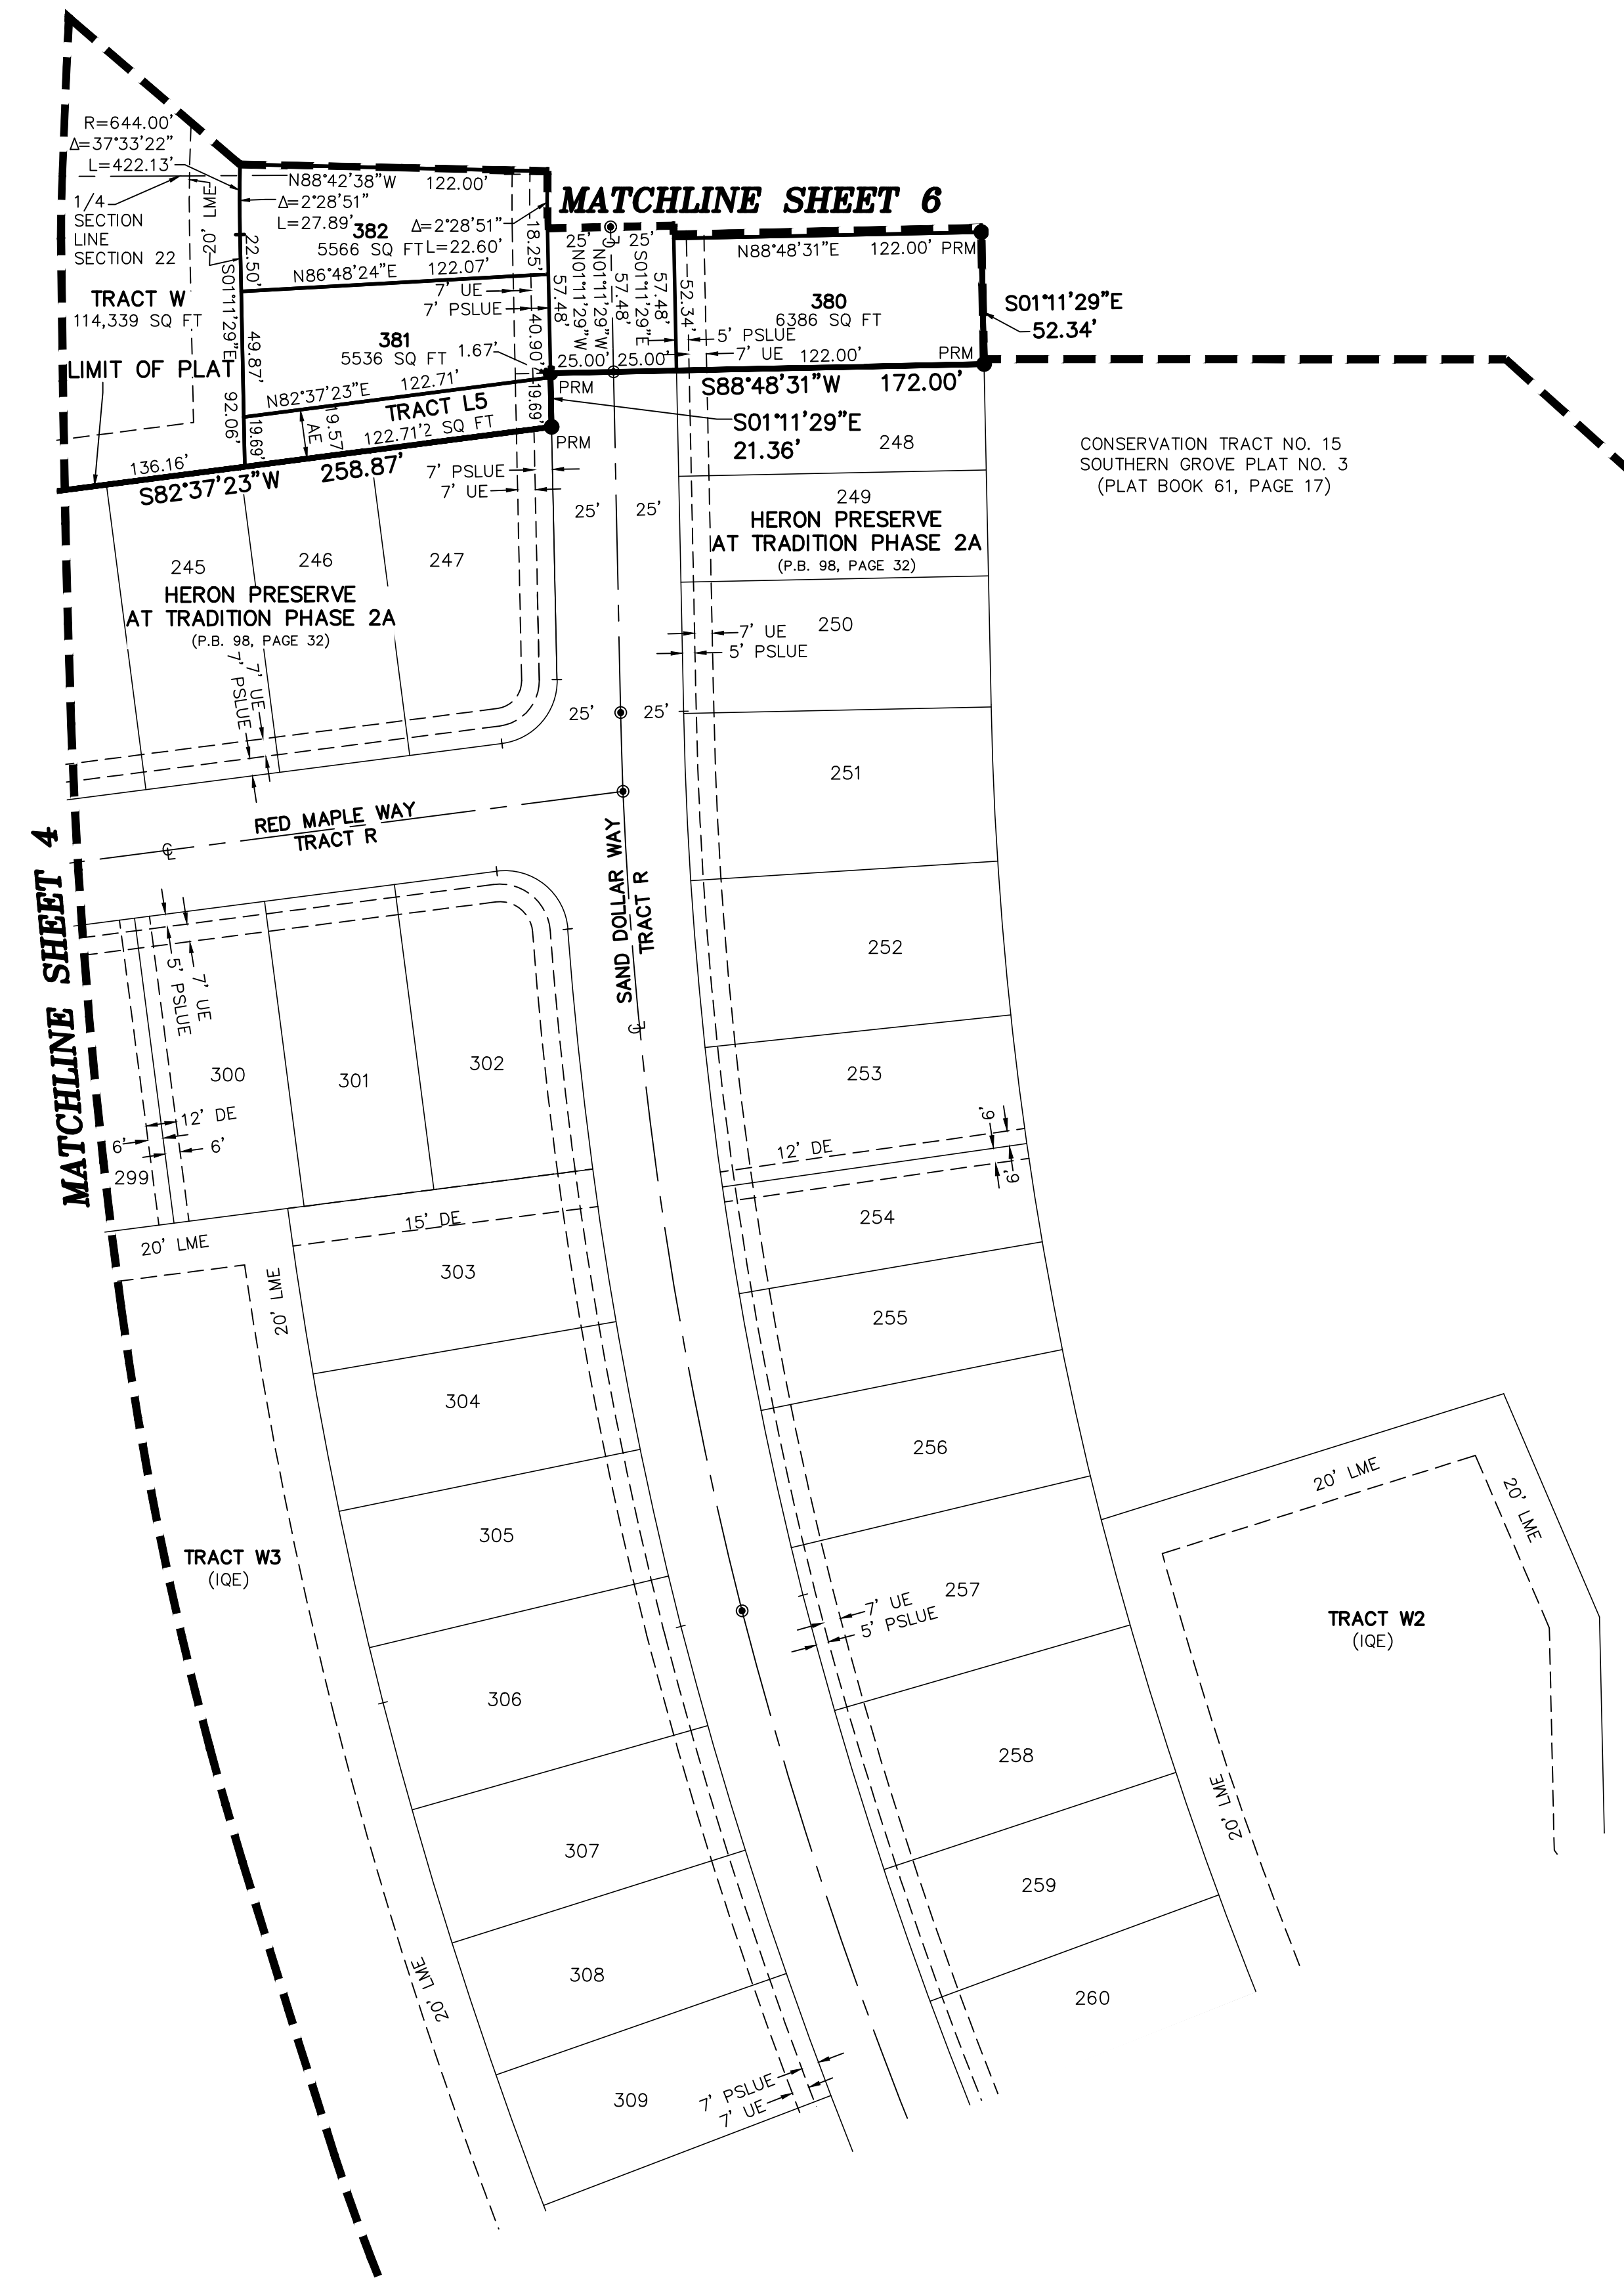 R=644.00'
Δ=37°33'22"
L=422.13'
1/4
SECTION
LINE
SECTION 22
20' LME
TRACT W
114,339 SQ FT
LIMIT OF PLAT
N88°42'38"W 122.00'
Δ=2°28'51"
L=27.89'
382
5566 SQ FT
Δ=2°28'51"
L=22.60'
18.25'
22.50'
S01°11'29"E
N86°48'24"E 122.07'
7' UE
7' PSLUE
381
5536 SQ FT
1.67'
40.90'
57.48'
49.87'
92.06'
N82°37'23"E 122.71'
TRACT L5
19.57'
AE
19.69'
19.69'
136.16'
S82°37'23"W 258.87'
MATCHLINE SHEET 6
25' 25'
N01°11'29"W
N01°11'29"W
57.48'
S01°11'29"E
57.48'
25.00' 25.00'
52.34'
N88°48'31"E 122.00' PRM
380
6386 SQ FT
5' PSLUE
7' UE
122.00'
PRM
S01°11'29"E
52.34'
PRM
S88°48'31"W 172.00'
S01°11'29"E
21.36'
PRM
CONSERVATION TRACT NO. 15
SOUTHERN GROVE PLAT NO. 3
(PLAT BOOK 61, PAGE 17)
7' PSLUE
7' UE
25' 25'
245
246
247
HERON PRESERVE
AT TRADITION PHASE 2A
(P.B. 98, PAGE 32)
7' UE
7' PSLUE
248
249
HERON PRESERVE
AT TRADITION PHASE 2A
(P.B. 98, PAGE 32)
250
7' UE
5' PSLUE
25' 25'
251
RED MAPLE WAY
TRACT R
SAND DOLLAR WAY
TRACT R
MATCHLINE SHEET 4
252
5' PSLUE
7' UE
300
301
302
253
12' DE
6'
6'
299
12' DE
6'
6'
254
20' LME
15' DE
20' LME
303
255
304
256
305
257
7' UE
5' PSLUE
20' LME
20' LME
TRACT W3
(IQE)
TRACT W2
(IQE)
306
258
20' LME
307
259
308
20' LME
260
309
7' PSLUE
7' UE